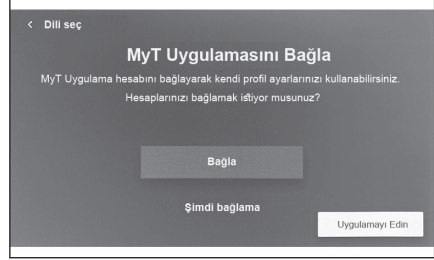 < Dili seç
MyT Uygulamasını Bağla
MyT Uygulama hesabını bağlayarak kendi profil ayarlarınızı kullanabilirsiniz.
Hesaplarınızı bağlamak istiyor musunuz?
Bağla
Şimdi bağlama
Uygulamayı Edin